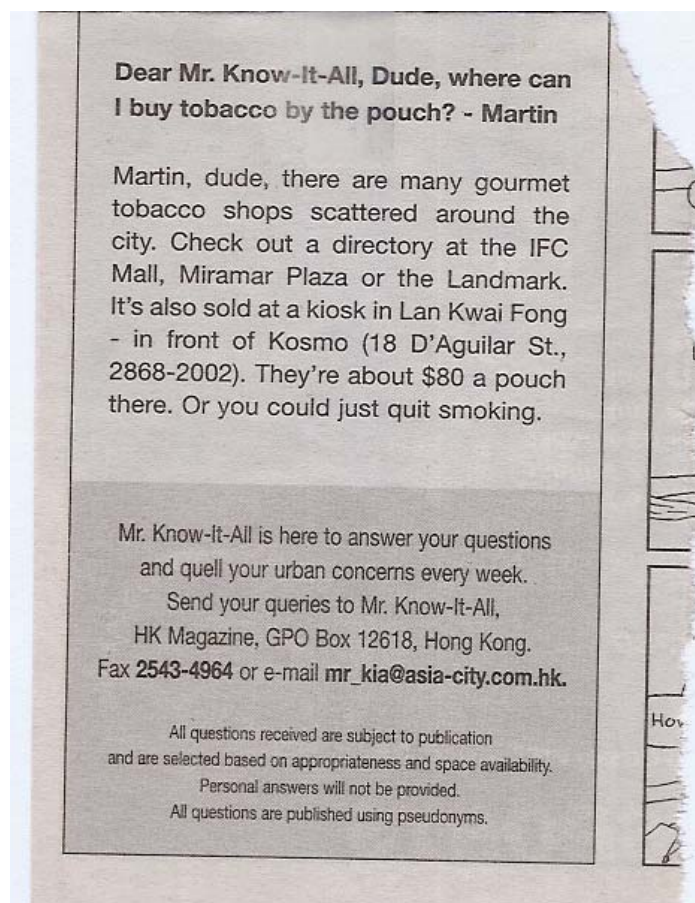 Dear Mr. Know-It-All, Dude, where can
I buy tobacco by the pouch? - Martin
Martin, dude, there are many gourmet
tobacco shops scattered around the
city. Check out a directory at the IFC
Mall, Miramar Plaza or the Landmark.
It's also sold at a kiosk in Lan Kwai Fong
- in front of Kosmo (18 D'Aguilar St.,
2868-2002). They're about $80 a pouch
there. Or you could just quit smoking.
Mr. Know-It-All is here to answer your questions
and quell your urban concerns every week.
Send your queries to Mr. Know-It-All,
HK Magazine, GPO Box 12618, Hong Kong.
Fax 2543-4964 or e-mail mr_kia@asia-city.com.hk.
All questions received are subject to publication
and are selected based on appropriateness and space availability.
Personal answers will not be provided.
All questions are published using pseudonyms.